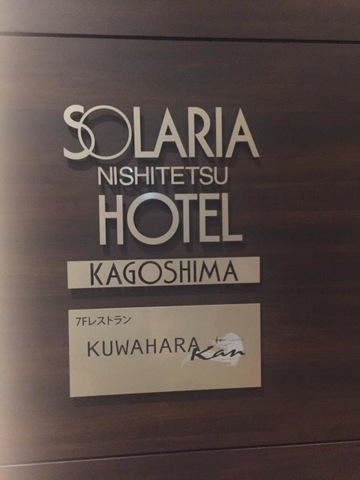 SOLARIA
NISHITETSU
HOTEL
KAGOSHIMA
7Fレストラン
KUWAHARA Kan